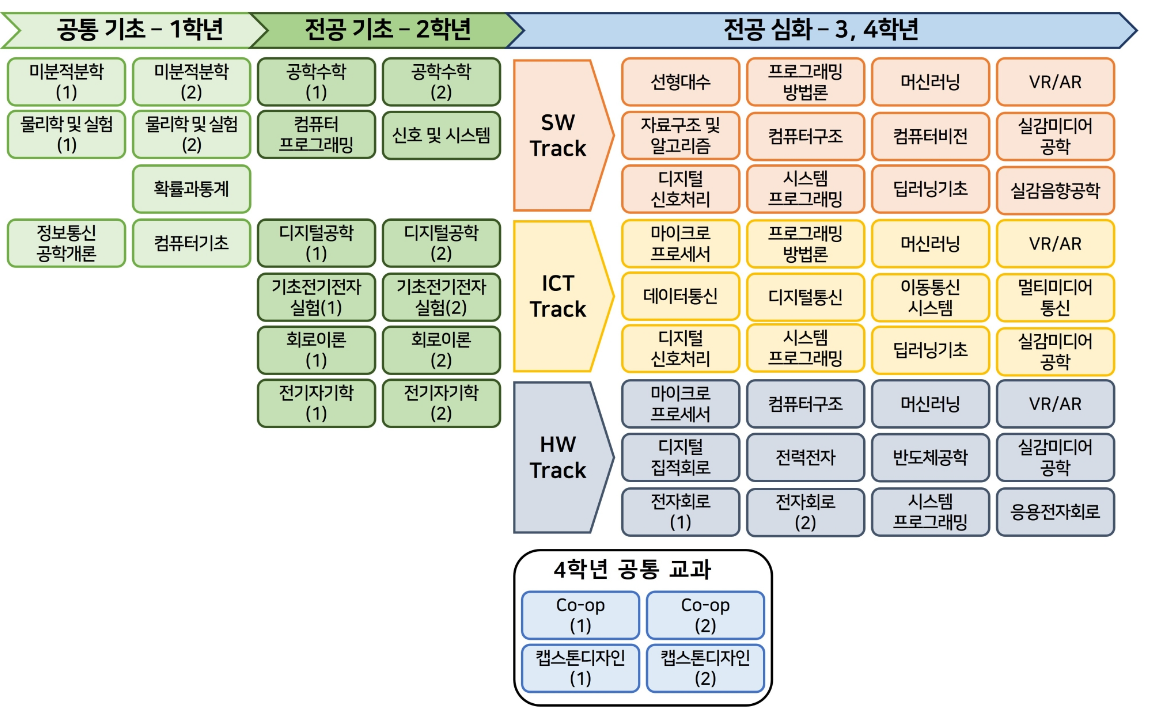 공통 기초 – 1학년
전공 기초 – 2학년
전공 심화 – 3, 4학년
미분적분학
(1)
미분적분학
(2)
물리학 및 실험
(1)
물리학 및 실험
(2)
확률과통계
정보통신
공학개론
컴퓨터기초
공학수학
(1)
공학수학
(2)
컴퓨터
프로그래밍
신호 및 시스템
디지털공학
(1)
디지털공학
(2)
기초전기전자
실험(1)
기초전기전자
실험(2)
회로이론
(1)
회로이론
(2)
전기자기학
(1)
전기자기학
(2)
SW
Track
선형대수
프로그래밍
방법론
머신러닝
VR/AR
자료구조 및
알고리즘
컴퓨터구조
컴퓨터비전
실감미디어
공학
디지털
신호처리
시스템
프로그래밍
딥러닝기초
실감음향공학
ICT
Track
마이크로
프로세서
프로그래밍
방법론
머신러닝
VR/AR
데이터통신
디지털통신
이동통신
시스템
멀티미디어
통신
디지털
신호처리
시스템
프로그래밍
딥러닝기초
실감미디어
공학
HW
Track
마이크로
프로세서
컴퓨터구조
머신러닝
VR/AR
디지털
집적회로
전력전자
반도체공학
실감미디어
공학
전자회로
(1)
전자회로
(2)
시스템
프로그래밍
응용전자회로
4학년 공통 교과
Co-op
(1)
Co-op
(2)
캡스톤디자인
(1)
캡스톤디자인
(2)